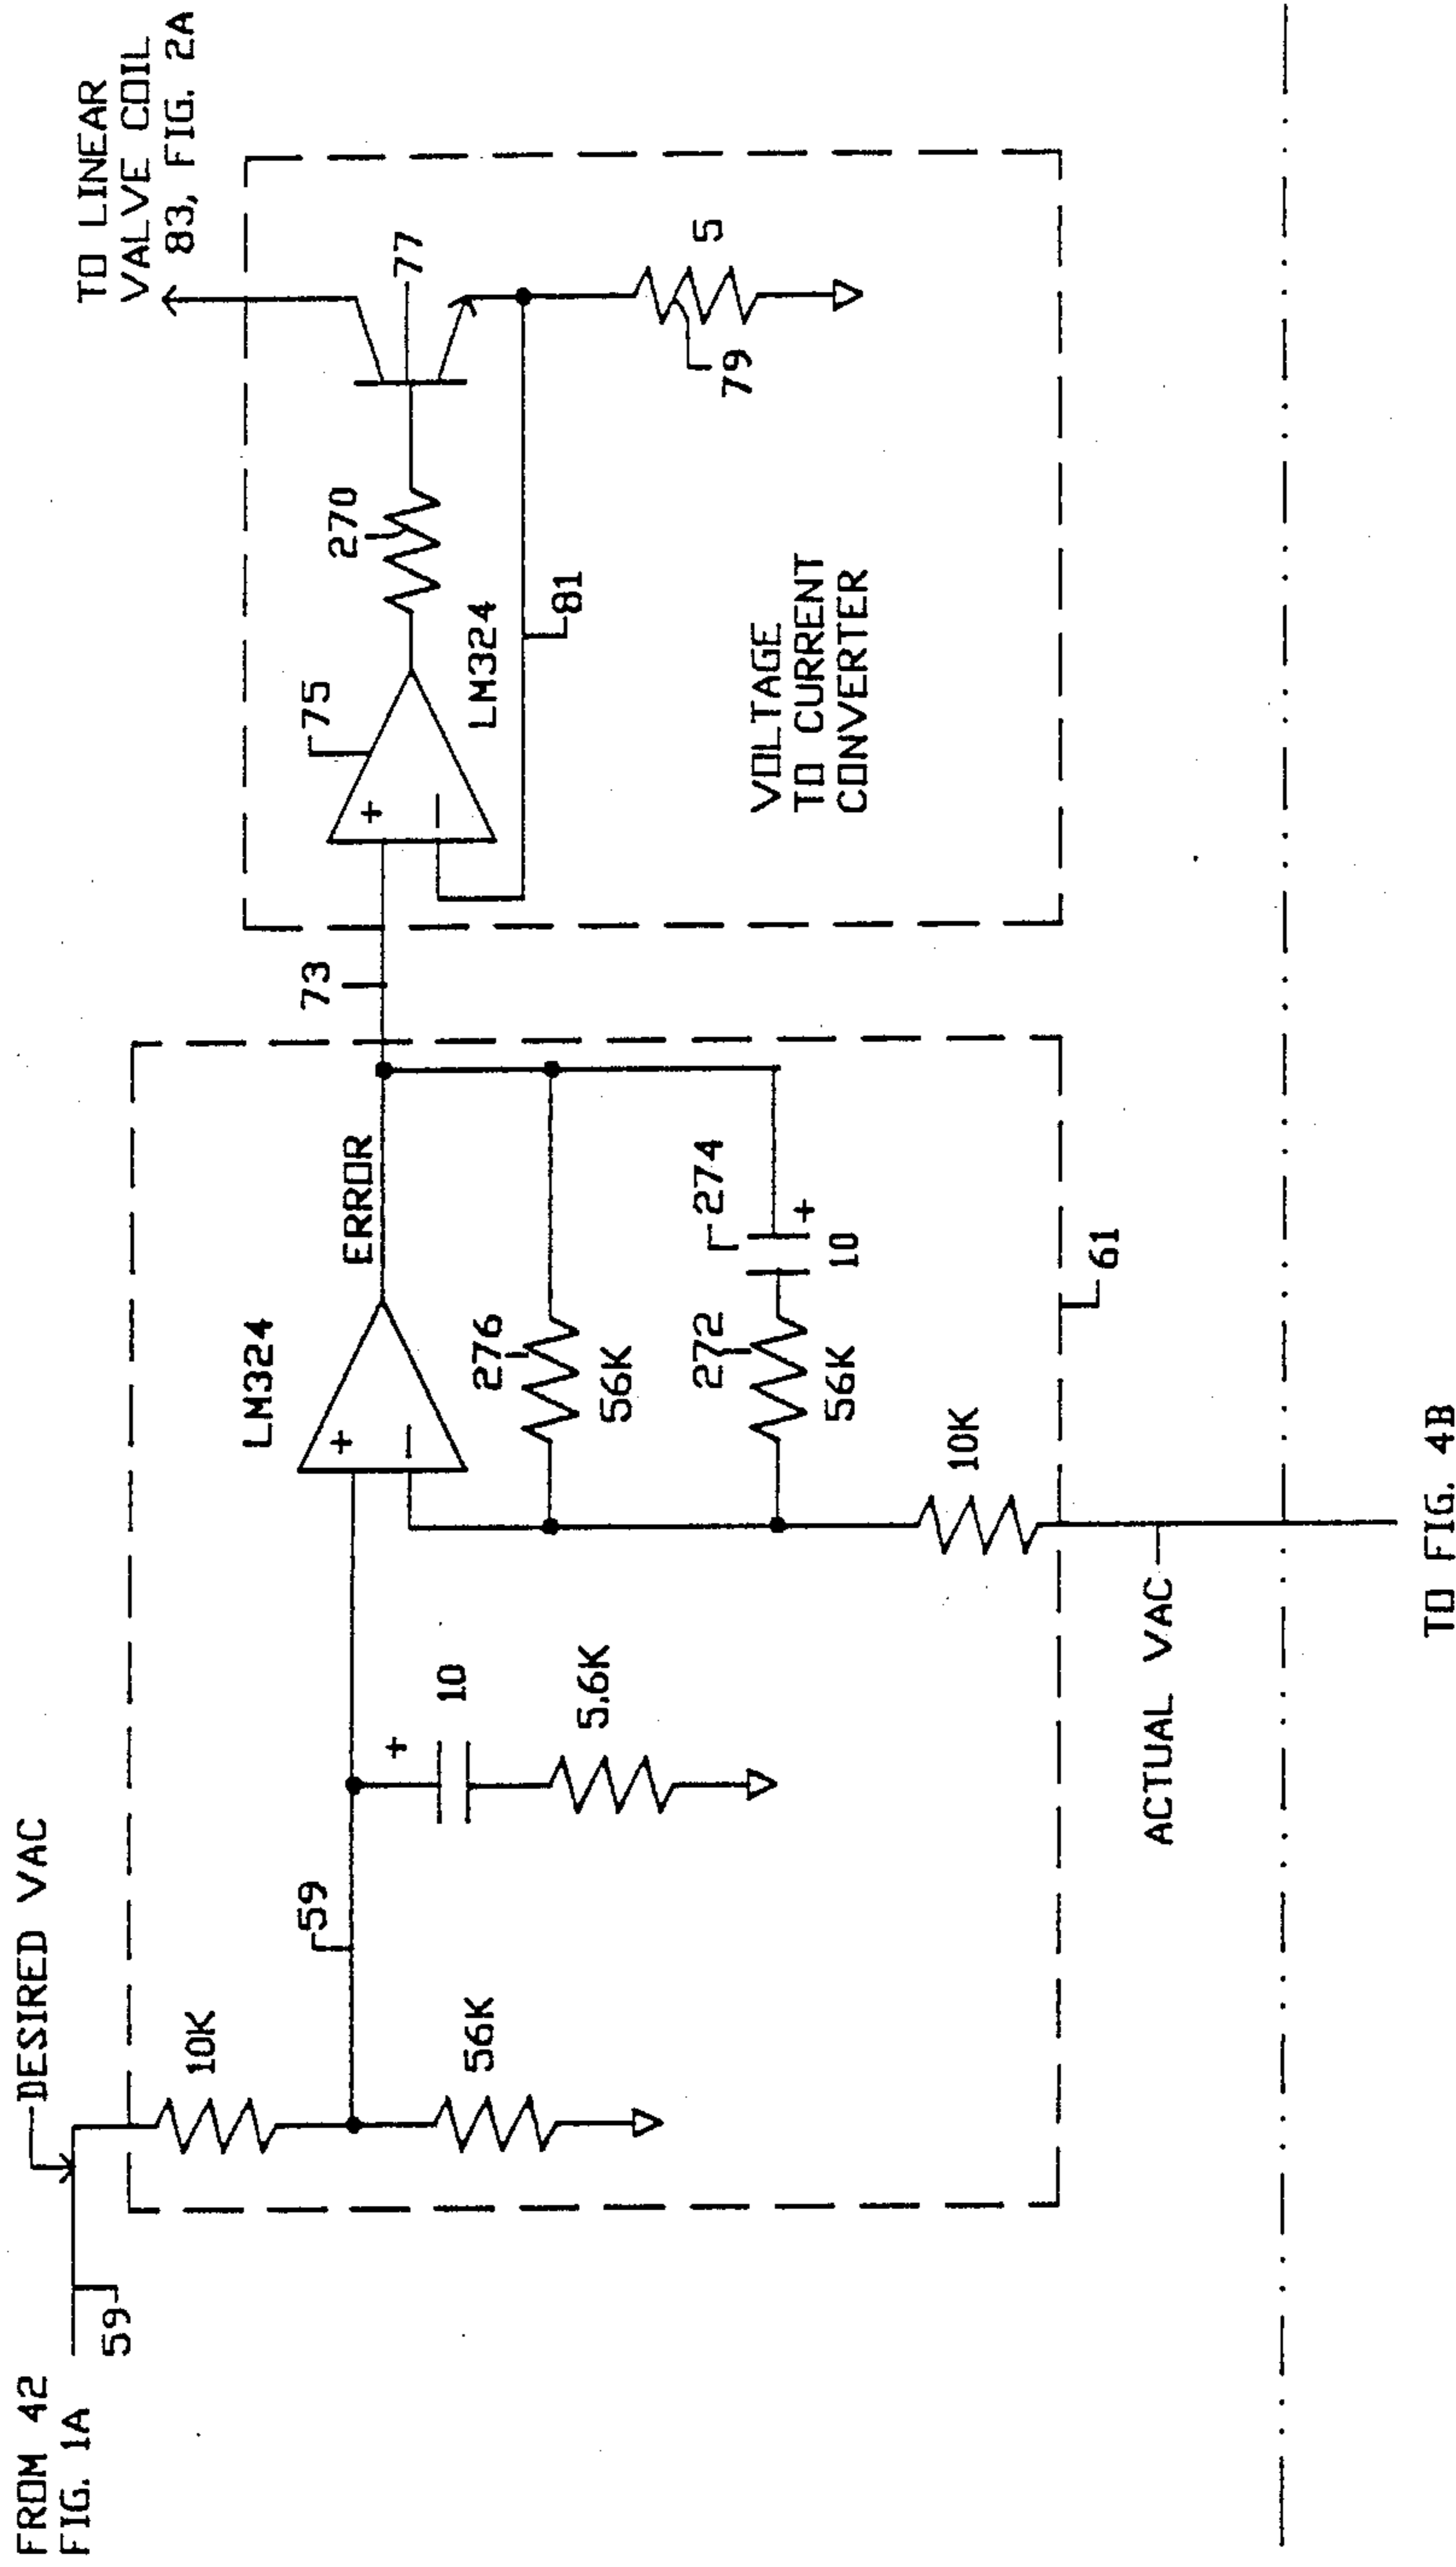 FROM 42
FIG. 1A
59
DESIRED VAC
10K
56K
59
+
10
5.6K
LM324
+
−
ERROR
276
56K
272
56K
274
+
10
10K
61
ACTUAL VAC
TO FIG. 4B
73
75
+
−
LM324
270
77
81
79
5
VOLTAGE
TO CURRENT
CONVERTER
TO LINEAR
VALVE COIL
83, FIG. 2A